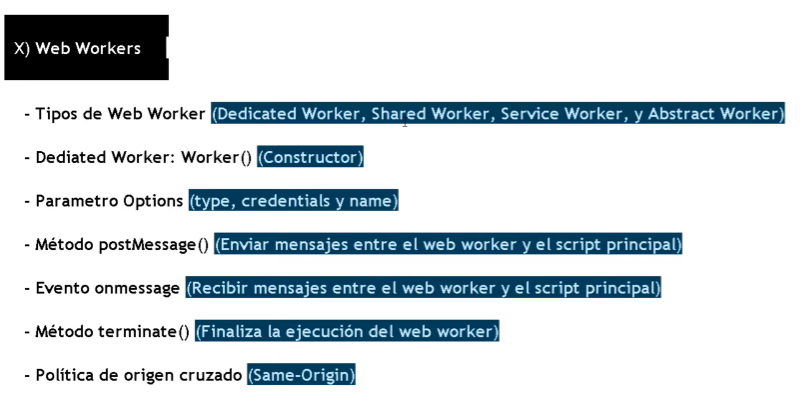 X) Web Workers
- Tipos de Web Worker (Dedicated Worker, Shared Worker, Service Worker, y Abstract Worker)
- Dediated Worker: Worker() (Constructor)
- Parametro Options (type, credentials y name)
- Método postMessage() (Enviar mensajes entre el web worker y el script principal)
- Evento onmessage (Recibir mensajes entre el web worker y el script principal)
- Método terminate() (Finaliza la ejecución del web worker)
- Política de origen cruzado (Same-Origin)